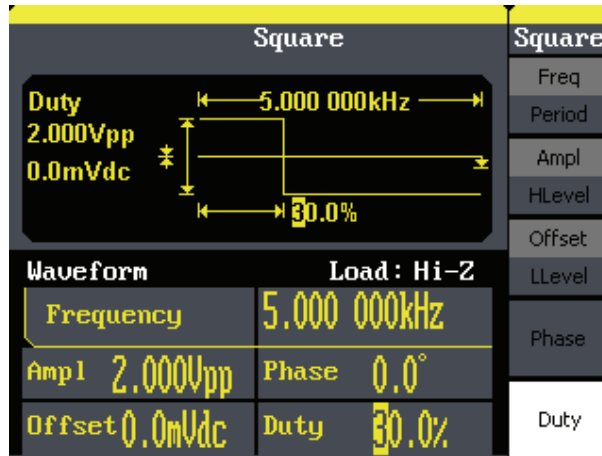 Square
Duty
5.000 000kHz
2.000Vpp
0.0mVdc
30.0%
Waveform
Load: Hi-Z
Frequency
5.000 000kHz
Ampl 2.000Vpp
Phase 0.0°
Offset 0.0mVdc
Duty 30.0%
Square
Freq
Period
Ampl
HLevel
Offset
LLevel
Phase
Duty